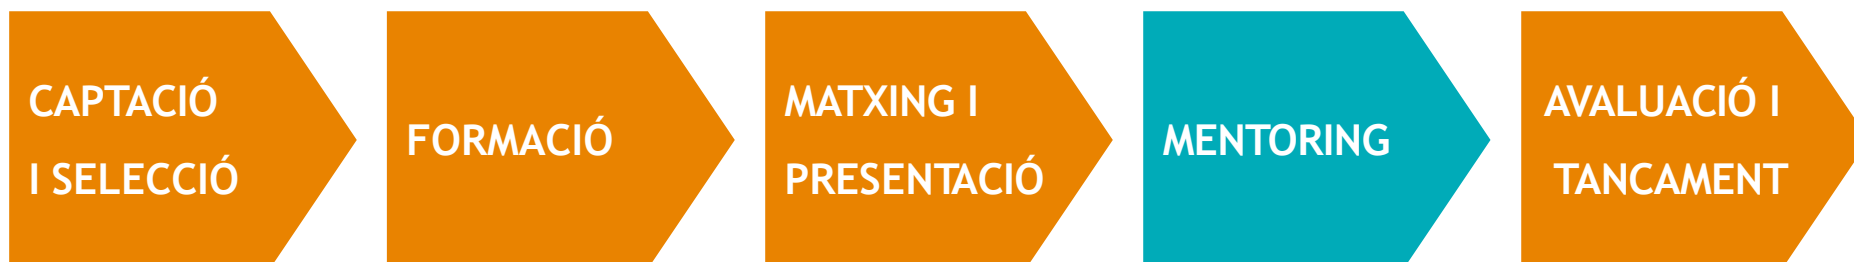 CAPTACIÓ
I SELECCIÓ
FORMACIÓ
MATXING I
PRESENTACIÓ
MENTORING
AVALUACIÓ I
TANCAMENT